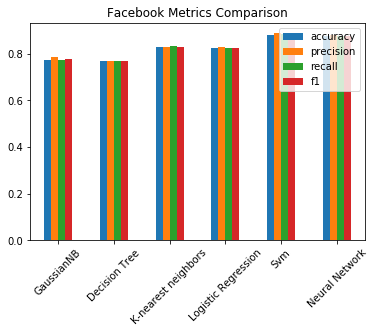 Facebook Metrics Comparison
accuracy
precision
recall
f1
0.8
0.6
0.4
0.2
0.0
GaussianNB
Decision Tree
K-nearest neighbors
Logistic Regression
Svm
Neural Network